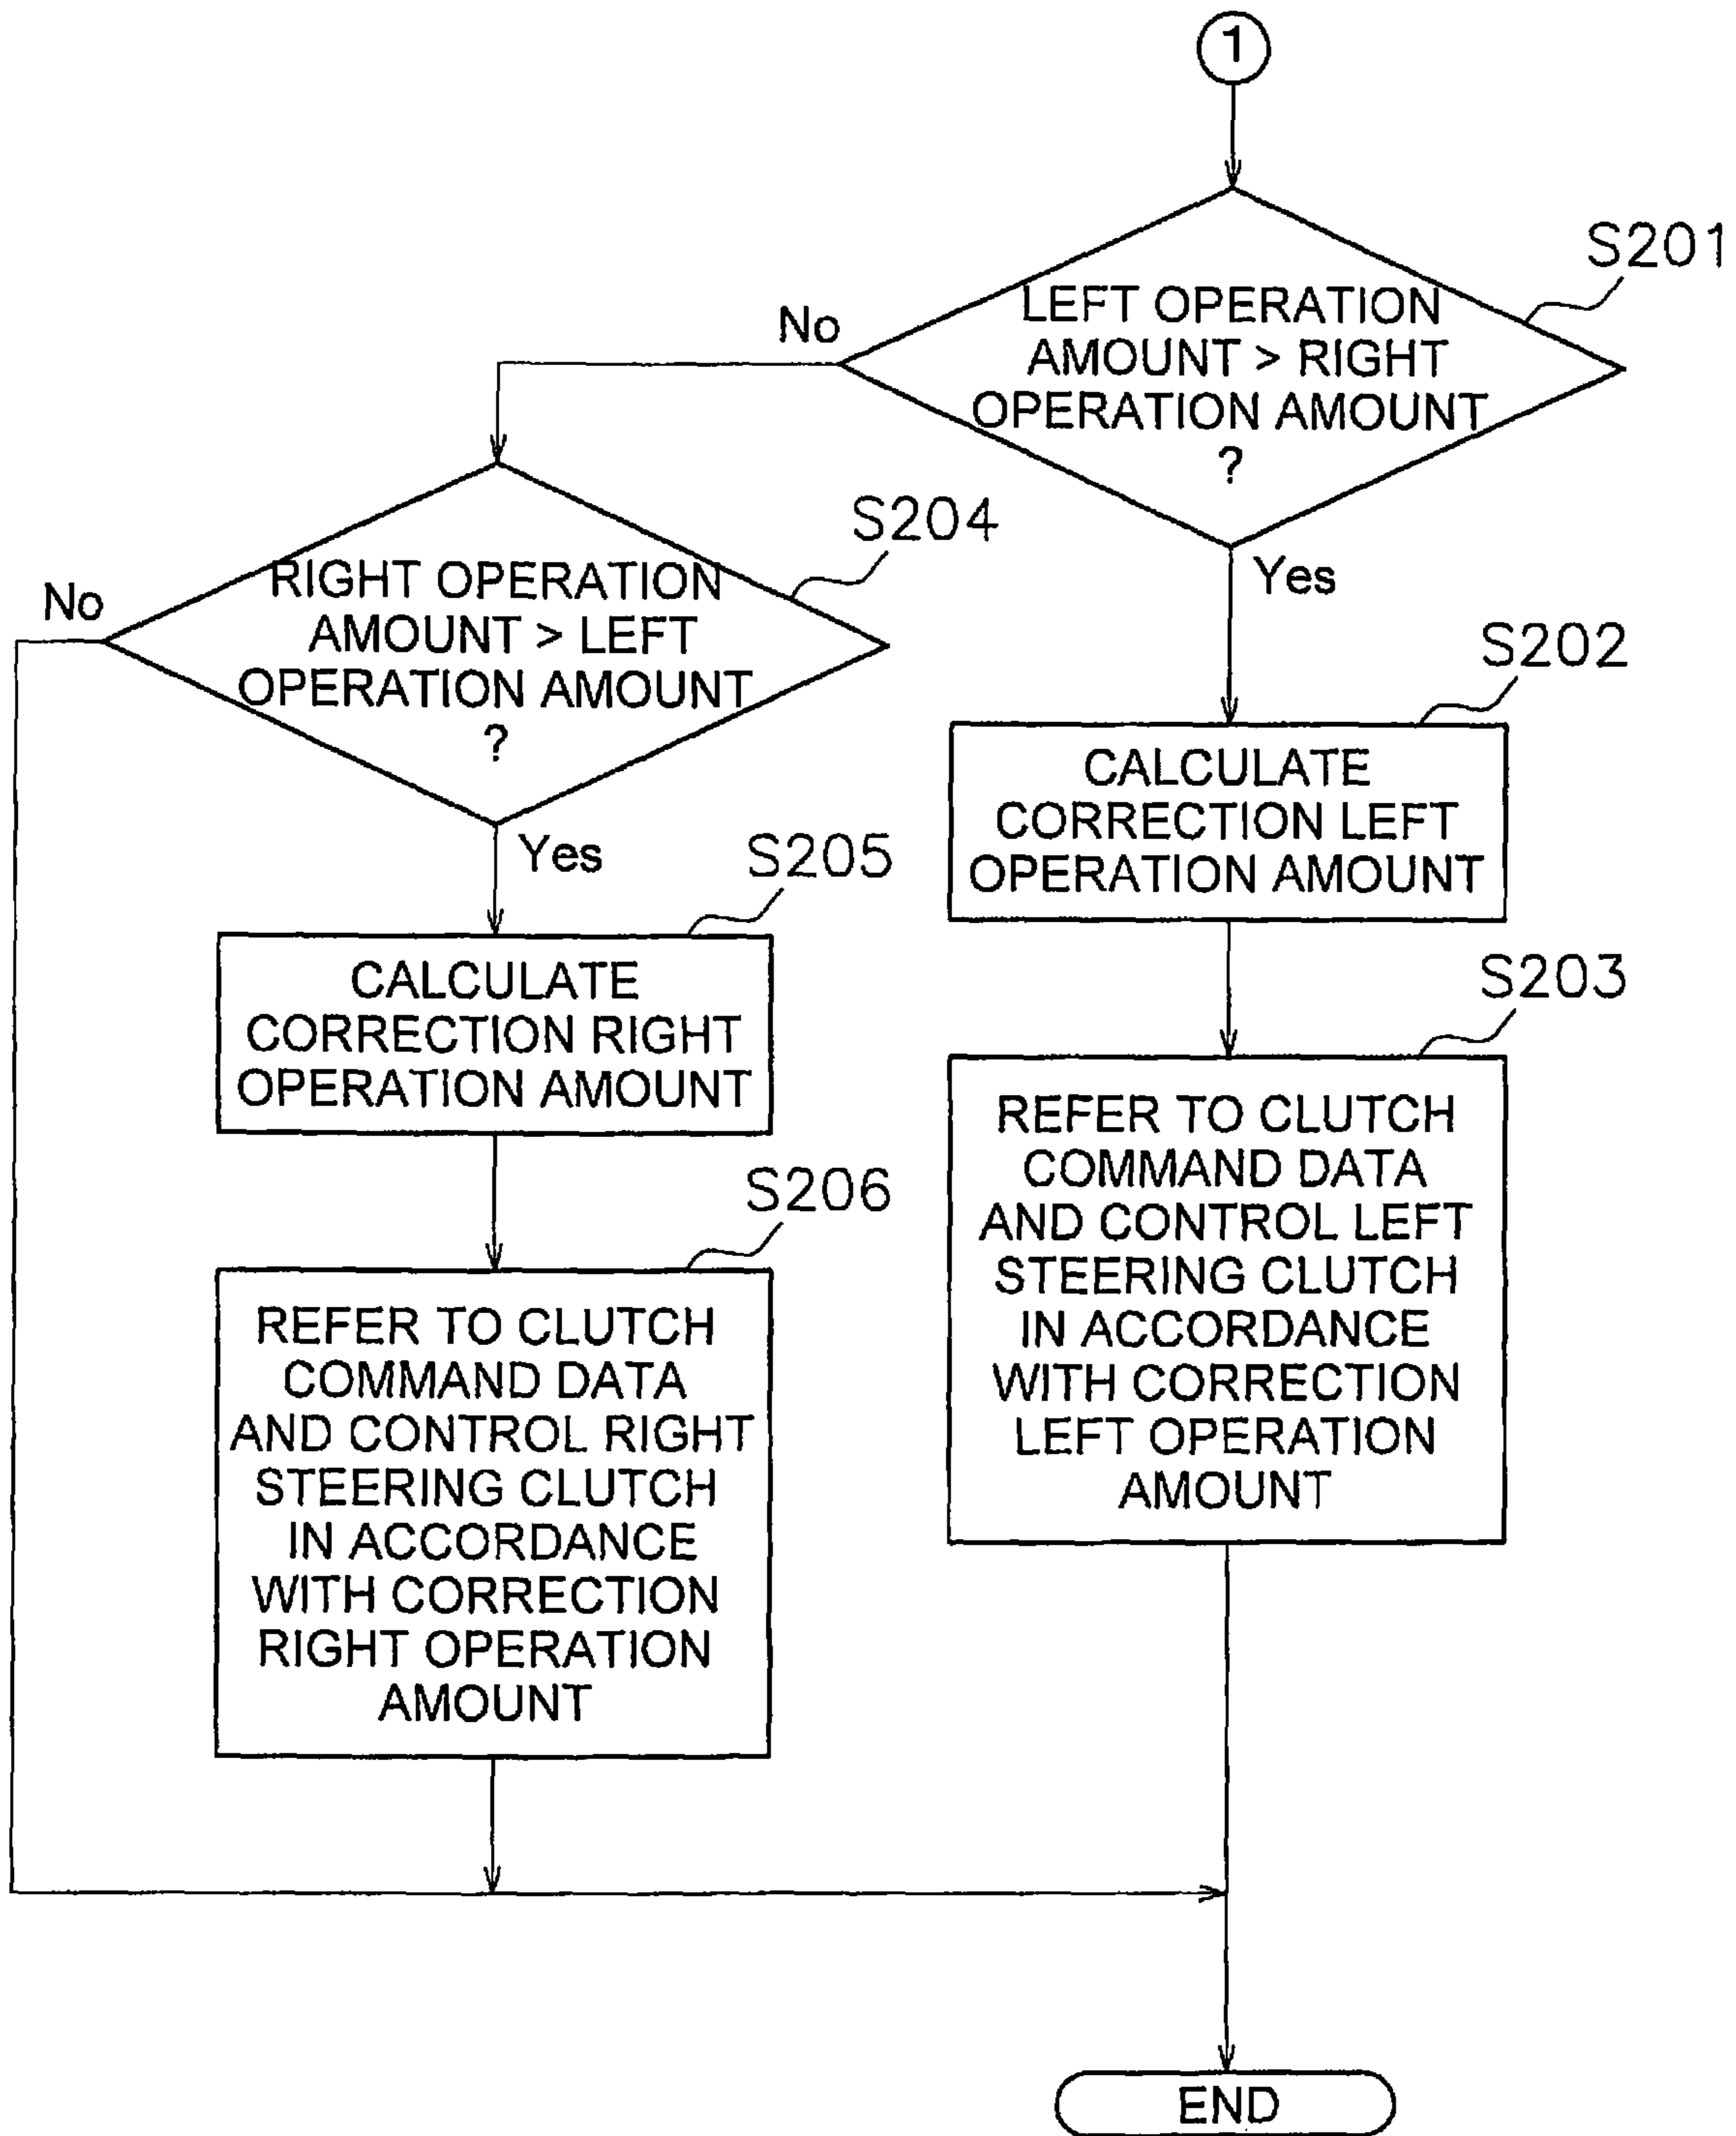 1
S201
LEFT OPERATION
AMOUNT > RIGHT
OPERATION AMOUNT
?
No
Yes
S204
RIGHT OPERATION
AMOUNT > LEFT
OPERATION AMOUNT
?
No
Yes
S202
CALCULATE
CORRECTION LEFT
OPERATION AMOUNT
S205
CALCULATE
CORRECTION RIGHT
OPERATION AMOUNT
S203
REFER TO CLUTCH
COMMAND DATA
AND CONTROL LEFT
STEERING CLUTCH
IN ACCORDANCE
WITH CORRECTION
LEFT OPERATION
AMOUNT
S206
REFER TO CLUTCH
COMMAND DATA
AND CONTROL RIGHT
STEERING CLUTCH
IN ACCORDANCE
WITH CORRECTION
RIGHT OPERATION
AMOUNT
END